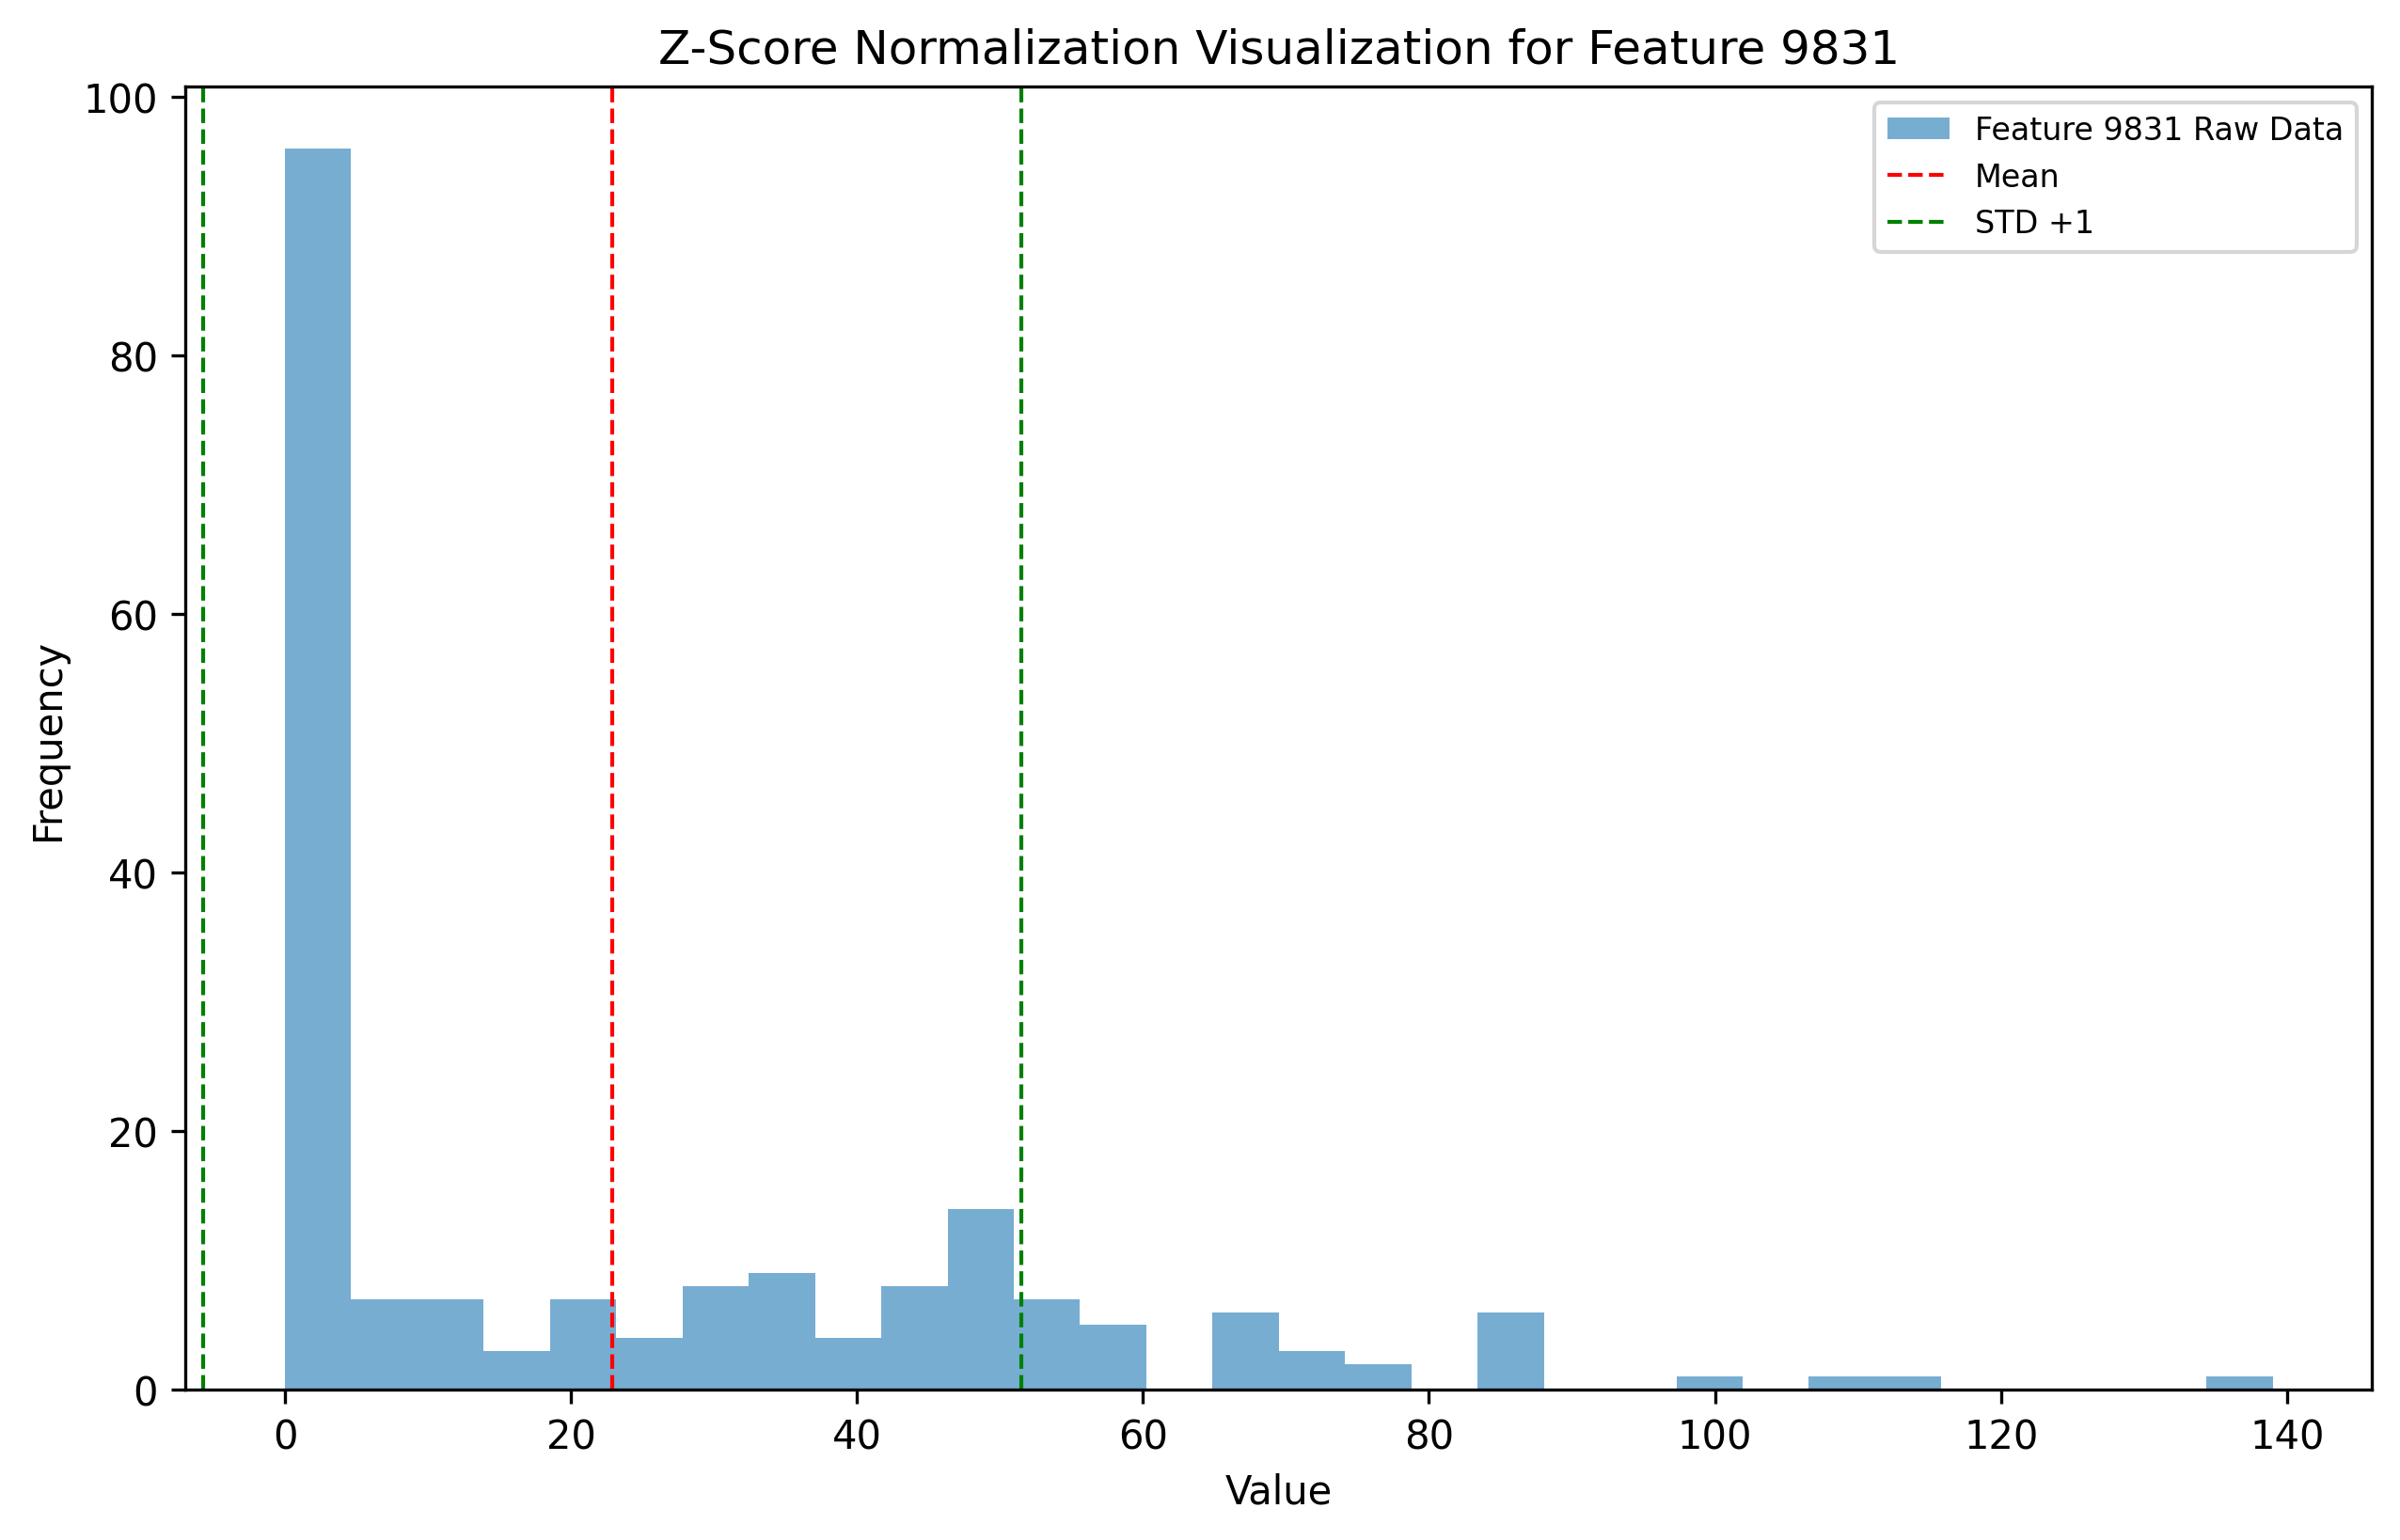 Z-Score Normalization Visualization for Feature 9831
Feature 9831 Raw Data
Mean
STD +1
100
80
60
40
20
0
Frequency
0 20 40 60 80 100 120 140
Value